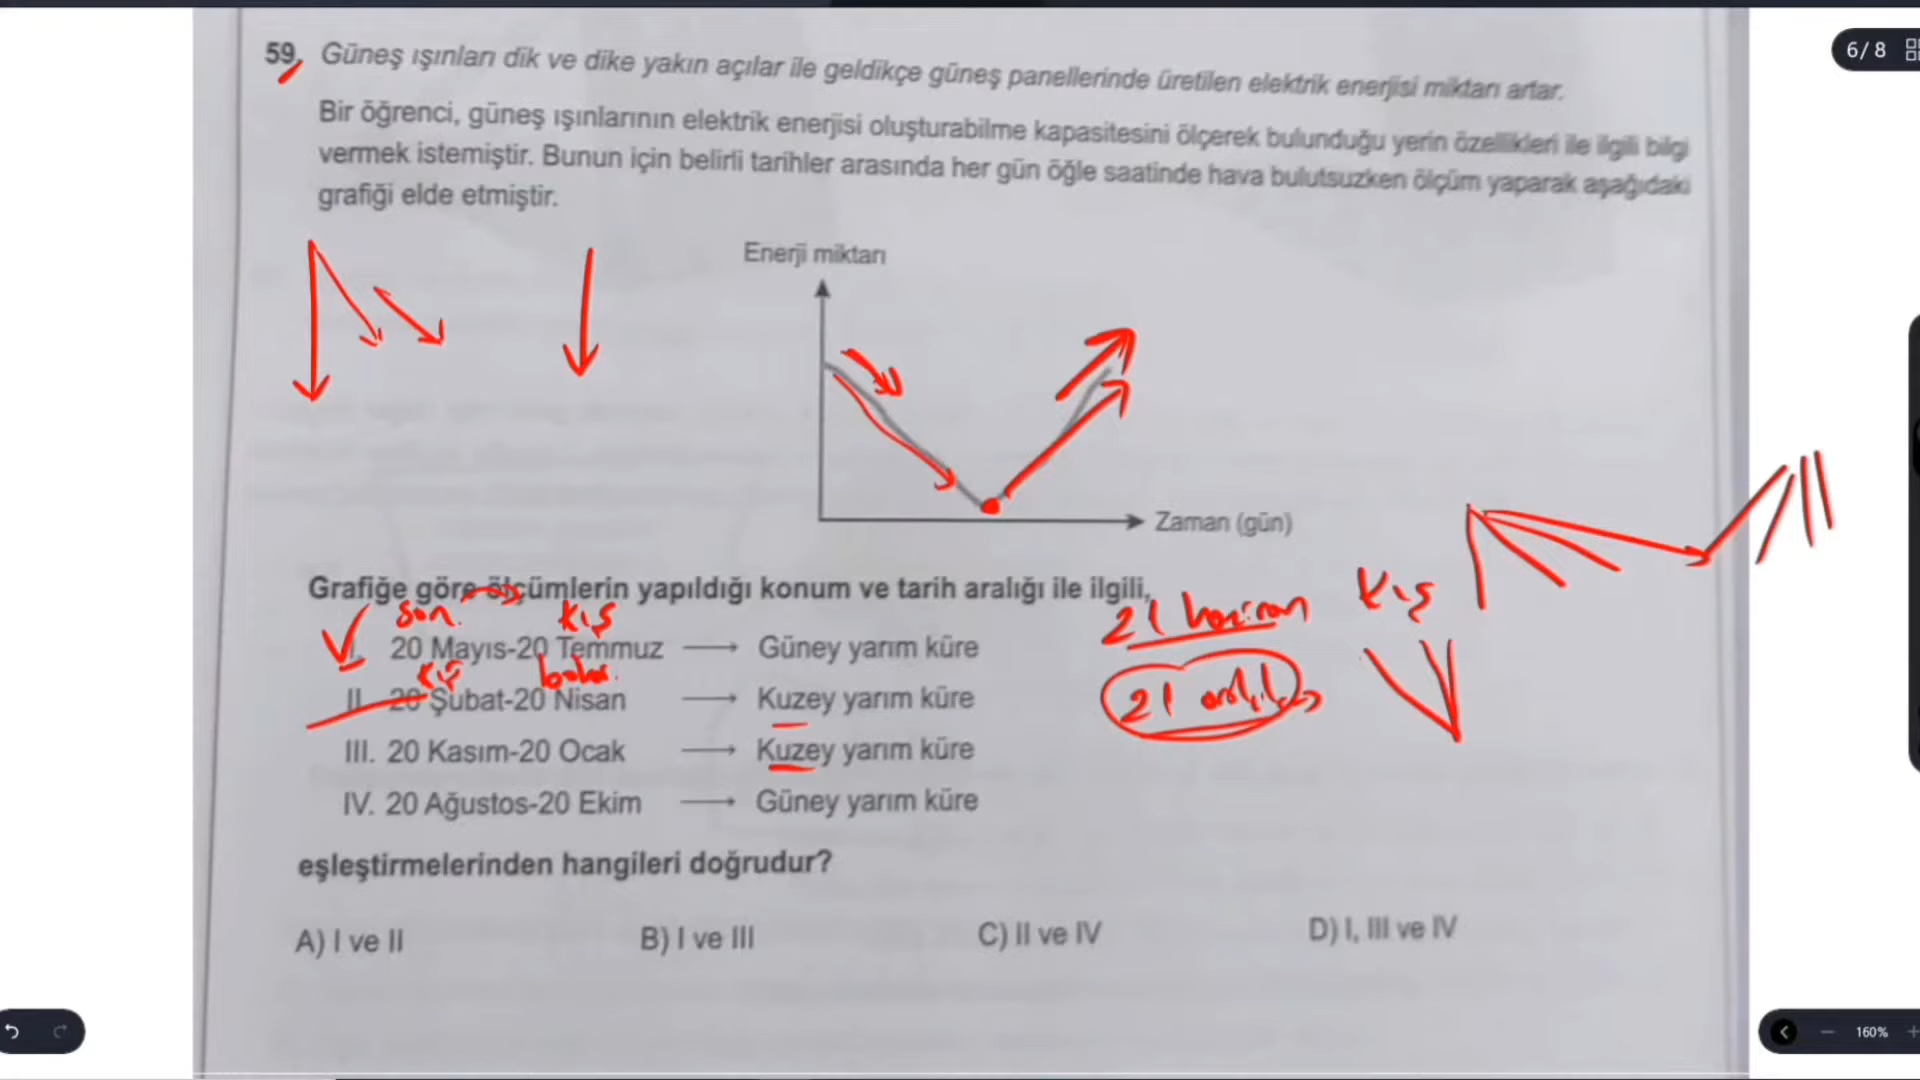 6/8
59. Güneş ışınları dik ve dike yakın açılar ile geldikçe güneş panellerinde üretilen elektrik enerjisi miktarı artar.
Bir öğrenci, güneş ışınlarının elektrik enerjisi oluşturabilme kapasitesini ölçerek bulunduğu yerin özellikleri ile ilgili bilgi
vermek istemiştir. Bunun için belirli tarihler arasında her gün öğle saatinde hava bulutsuzken ölçüm yaparak aşağıdaki
grafiği elde etmiştir.
Enerji miktarı
Zaman (gün)
Grafiğe göre ölçümlerin yapıldığı konum ve tarih aralığı ile ilgili,
son. kış
21 haziran kış
I. 20 Mayıs-20 Temmuz → Güney yarım küre
kış bahar.
21 aralık
II. 20 Şubat-20 Nisan → Kuzey yarım küre
III. 20 Kasım-20 Ocak → Kuzey yarım küre
IV. 20 Ağustos-20 Ekim → Güney yarım küre
eşleştirmelerinden hangileri doğrudur?
A) I ve II B) I ve III C) II ve IV D) I, III ve IV
160%